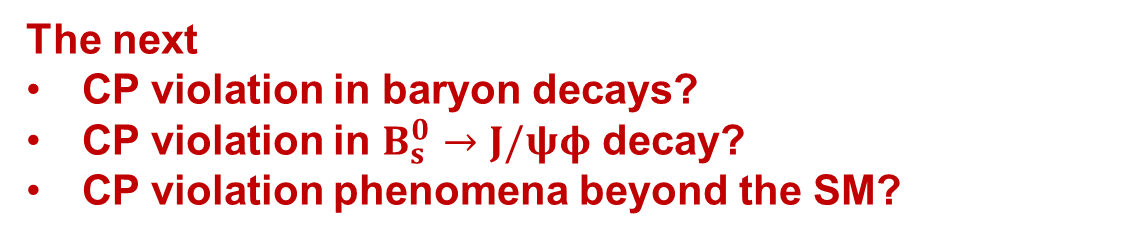 The next
• CP violation in baryon decays?
• CP violation in B⁰ₛ → J/ψϕ decay?
• CP violation phenomena beyond the SM?